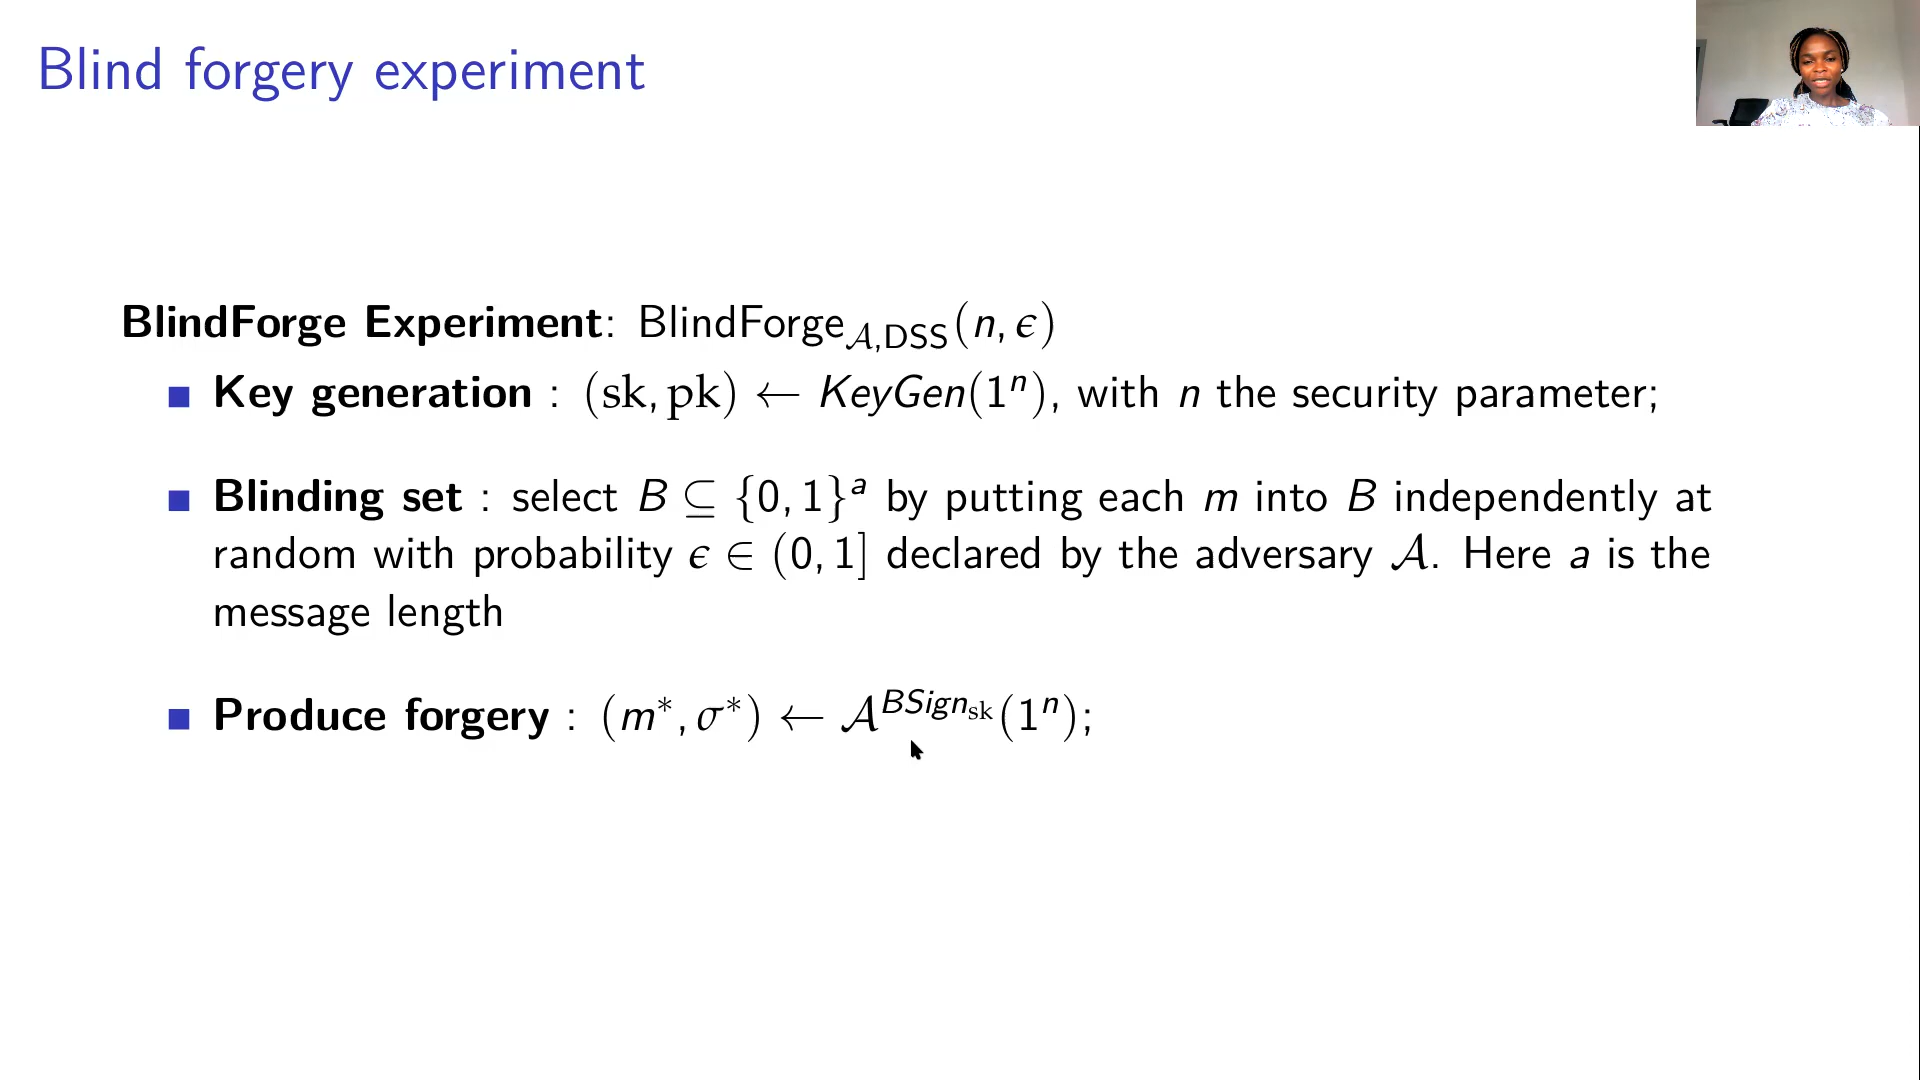 Blind forgery experiment
BlindForge Experiment: BlindForge_{𝒜,DSS}(n, ϵ)
■ Key generation : (sk, pk) ← KeyGen(1ⁿ), with n the security parameter;
■ Blinding set : select B ⊆ {0, 1}ᵃ by putting each m into B independently at
random with probability ϵ ∈ (0, 1] declared by the adversary 𝒜. Here a is the
message length
■ Produce forgery : (m*, σ*) ← 𝒜^{BSign_{sk}}(1ⁿ);